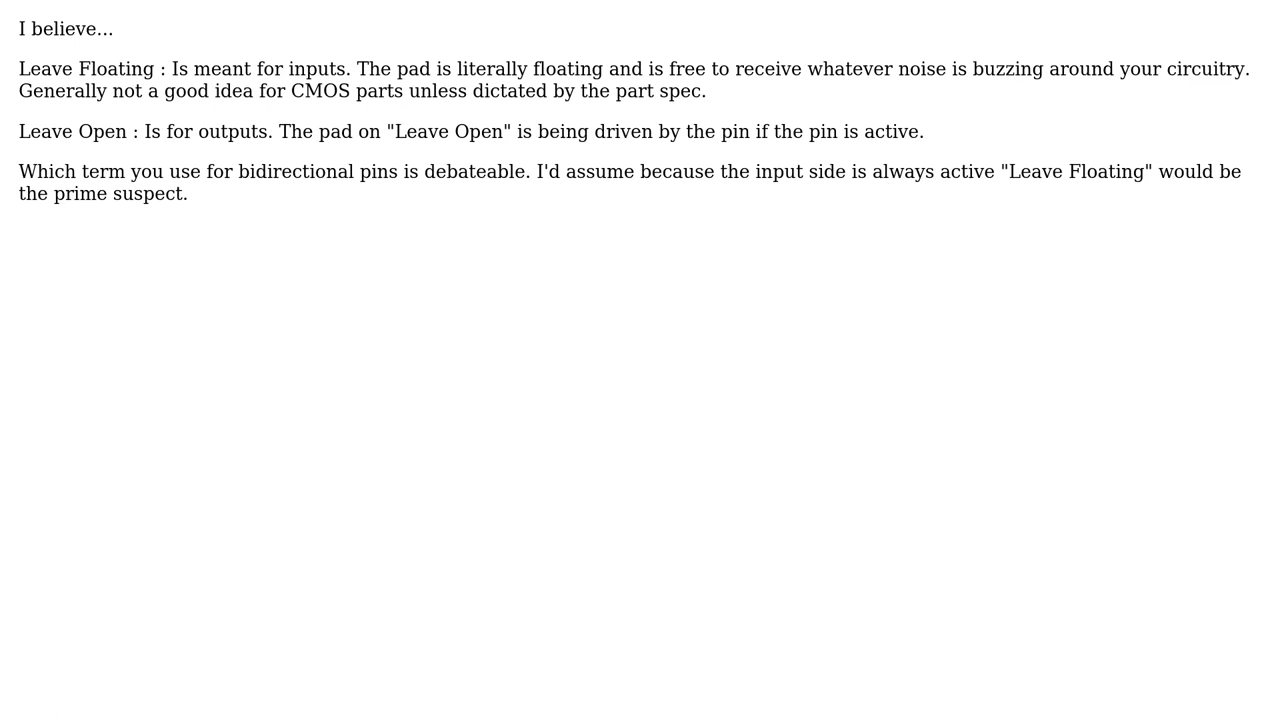 I believe...
Leave Floating : Is meant for inputs. The pad is literally floating and is free to receive whatever noise is buzzing around your circuitry.
Generally not a good idea for CMOS parts unless dictated by the part spec.
Leave Open : Is for outputs. The pad on "Leave Open" is being driven by the pin if the pin is active.
Which term you use for bidirectional pins is debateable. I'd assume because the input side is always active "Leave Floating" would be
the prime suspect.